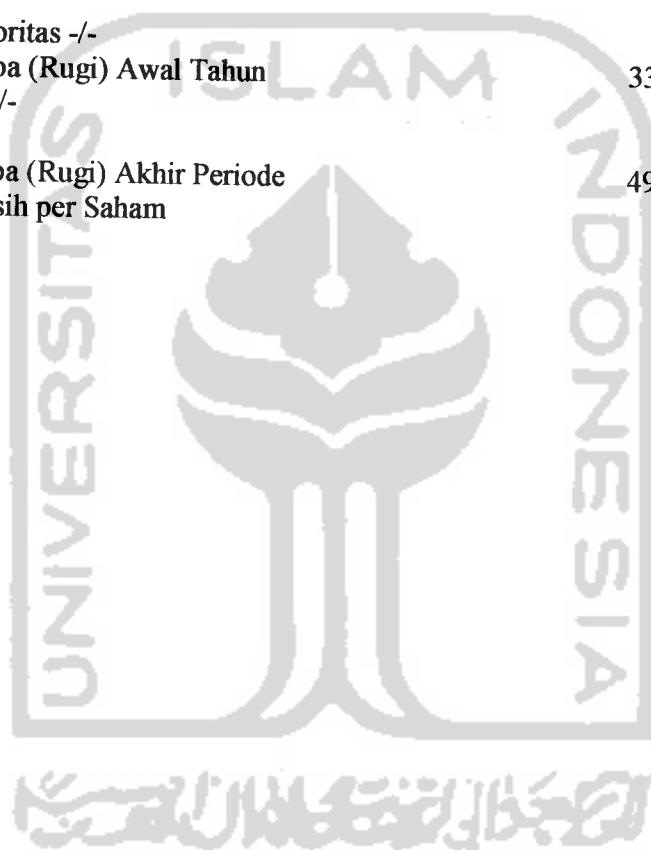 oritas -/-
ba (Rugi) Awal Tahun 33
/-
ba (Rugi) Akhir Periode 49
sih per Saham
ISLAM
UNIVERSITAS
INDONESIA